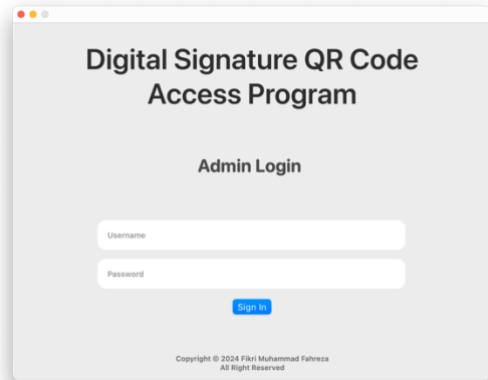 Digital Signature QR Code
Access Program
Admin Login
Username
Password
Sign In
Copyright © 2024 Fikri Muhammad Fahreza
All Right Reserved